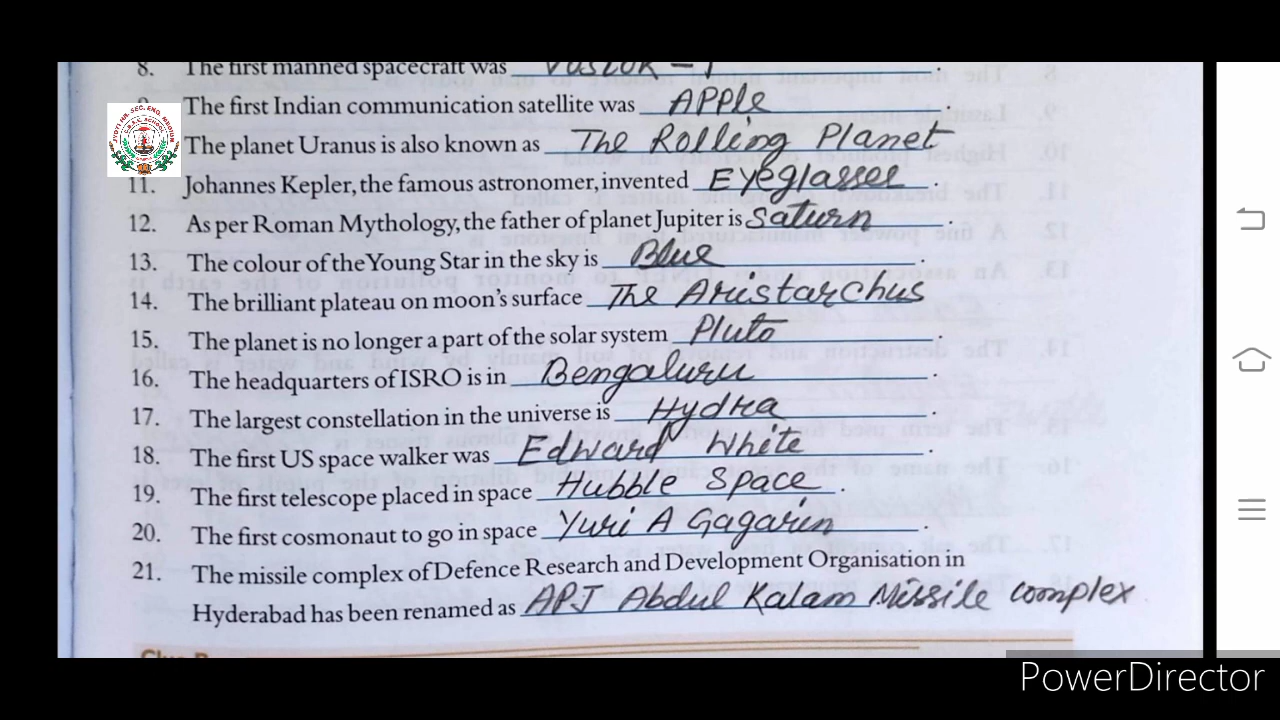 8. The first manned spacecraft was Vustok - 1.
The first Indian communication satellite was APPle.
The planet Uranus is also known as The Rolling Planet
11. Johannes Kepler, the famous astronomer, invented Eyeglasses.
12. As per Roman Mythology, the father of planet Jupiter is Saturn.
13. The colour of the Young Star in the sky is Blue.
14. The brilliant plateau on moon's surface The Aristarchus
15. The planet is no longer a part of the solar system Pluto.
16. The headquarters of ISRO is in Bengaluru.
17. The largest constellation in the universe is Hydra.
18. The first US space walker was Edward White.
19. The first telescope placed in space Hubble Space.
20. The first cosmonaut to go in space Yuri A Gagarin.
21. The missile complex of Defence Research and Development Organisation in
Hyderabad has been renamed as APJ Abdul Kalam Missile complex.
PowerDirector